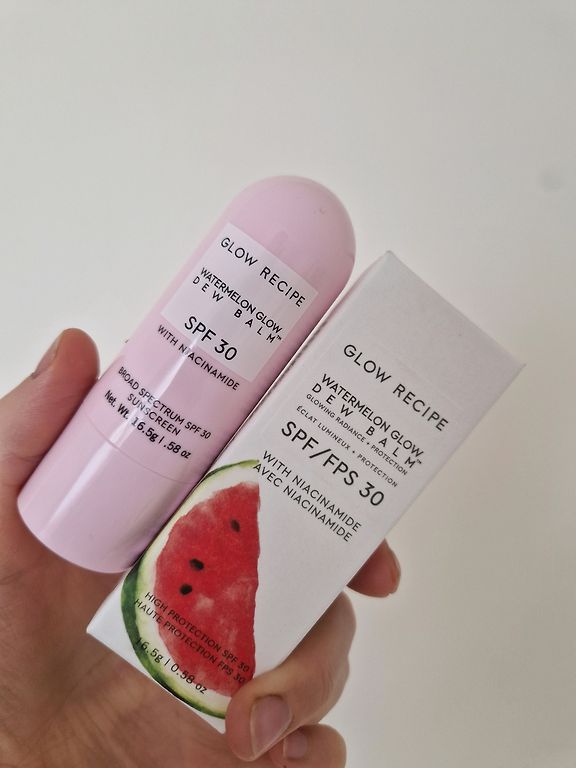 GLOW RECIPE
WATERMELON GLOW
DEW BALM™
SPF 30
WITH NIACINAMIDE
BROAD SPECTRUM SPF 30
SUNSCREEN
Net. Wt. 16.5g | .58 oz
GLOW RECIPE
WATERMELON GLOW
DEW BALM™
GLOWING RADIANCE + PROTECTION
ÉCLAT LUMINEUX + PROTECTION
SPF/FPS 30
WITH NIACINAMIDE
AVEC NIACINAMIDE
HIGH PROTECTION SPF 30
HAUTE PROTECTION FPS 30
16.5g | 0.58 oz